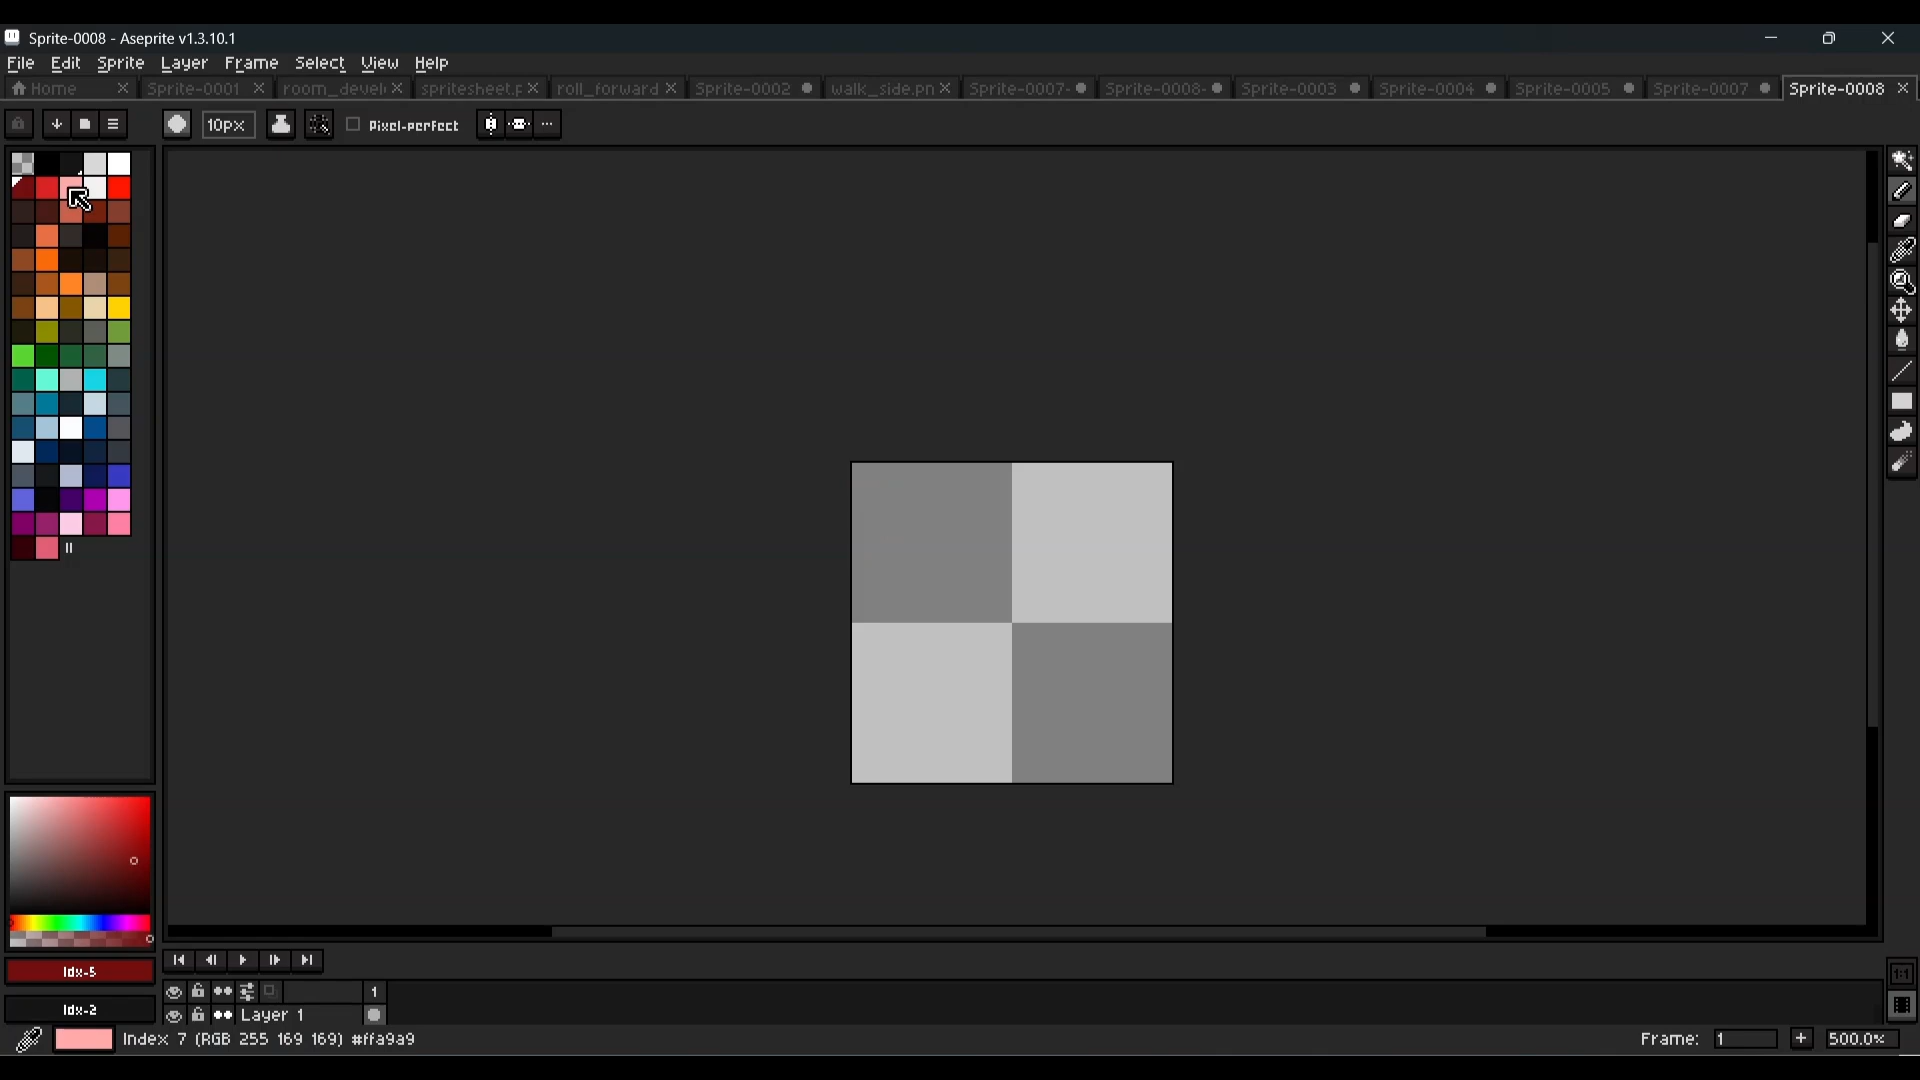 Sprite-0008 - Aseprite v1.3.10.1
File Edit Sprite Layer Frame Select View Help
Home Sprite-0001 room_devel spritesheet.p roll_forward Sprite-0002 walk_side.pn Sprite-0007- Sprite-0008- Sprite-0003 Sprite-0004 Sprite-0005 Sprite-0007 Sprite-0008
10px Pixel-perfect
Idx-5
Idx-2
1
Layer 1
1:1
Index 7 (RGB 255 169 169) #ffa9a9
Frame: 1 + 500.0%